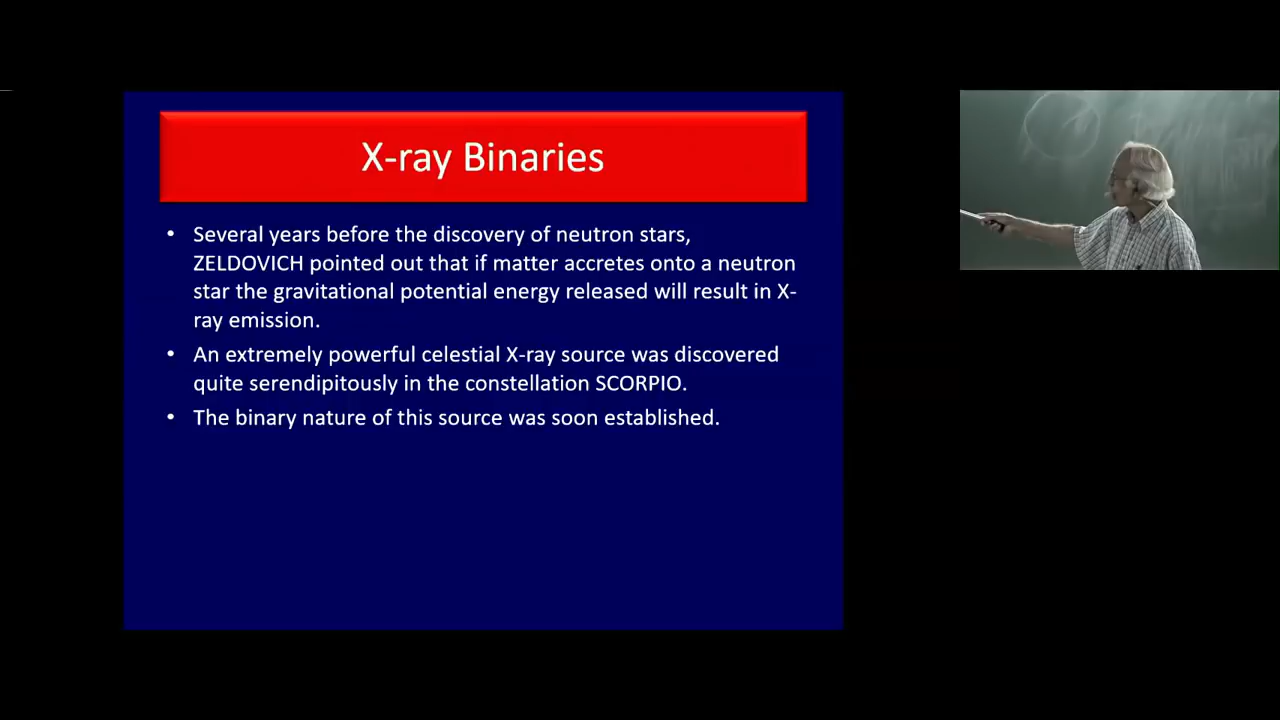 X-ray Binaries
• Several years before the discovery of neutron stars,
ZELDOVICH pointed out that if matter accretes onto a neutron
star the gravitational potential energy released will result in X-
ray emission.
• An extremely powerful celestial X-ray source was discovered
quite serendipitously in the constellation SCORPIO.
• The binary nature of this source was soon established.